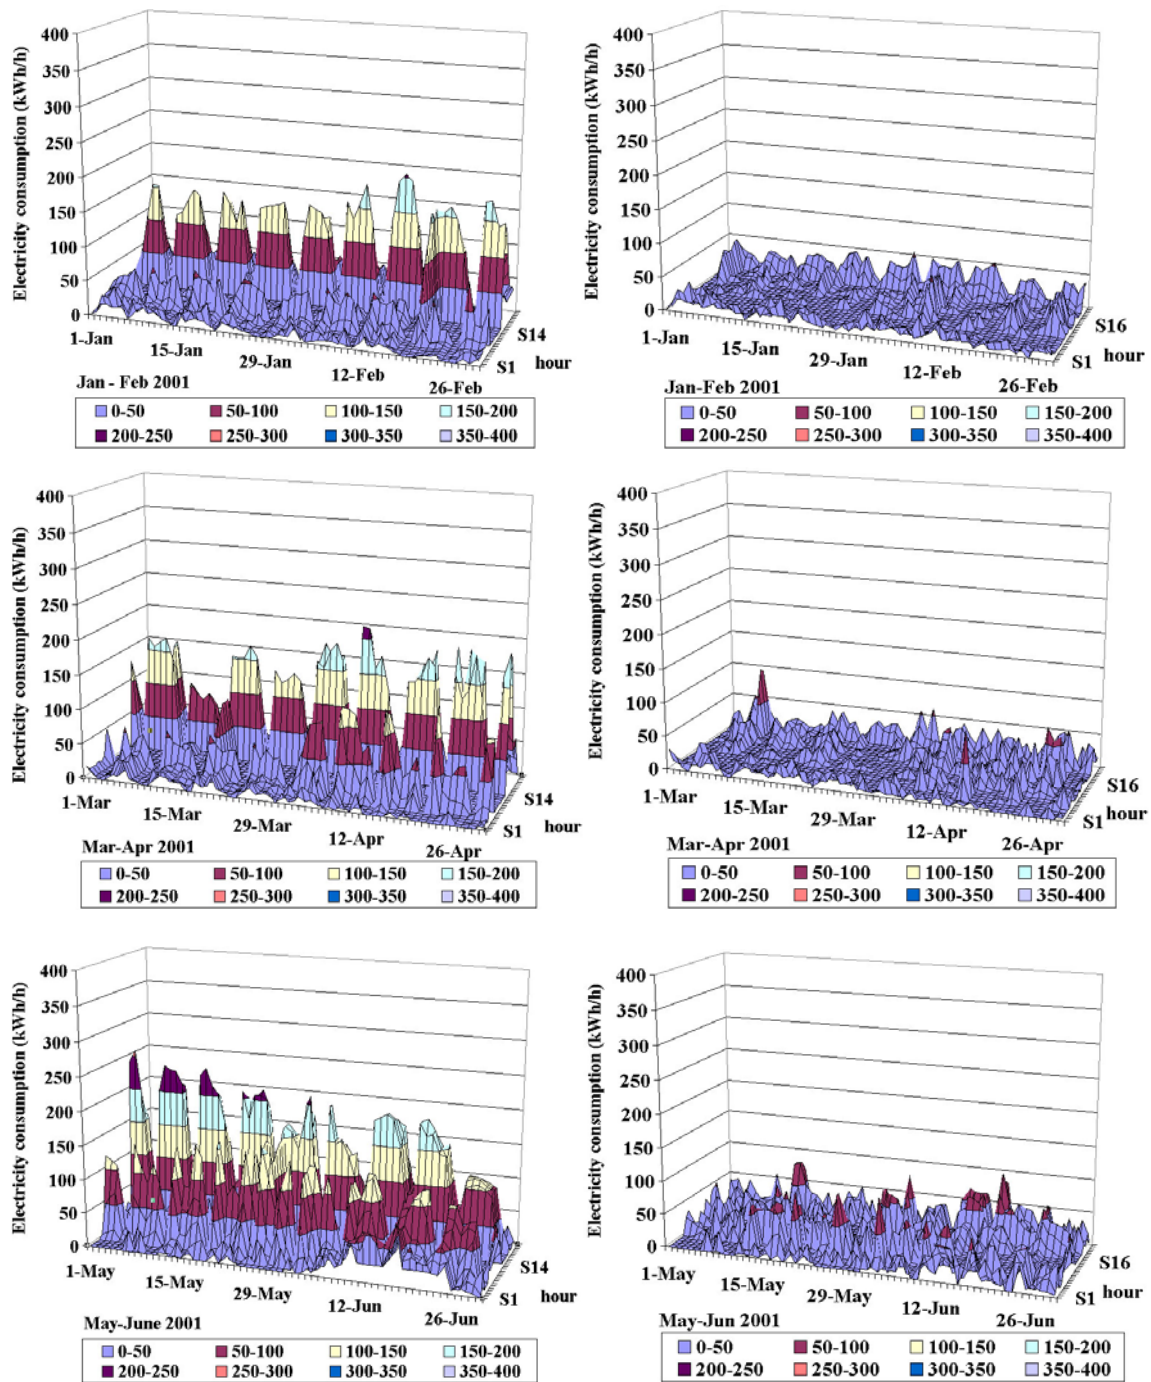 Electricity consumption (kWh/h)
400
350
300
250
200
150
100
50
0
1-Jan
15-Jan
29-Jan
12-Feb
26-Feb
S1
S14
hour
Jan - Feb 2001
0-50 50-100 100-150 150-200
200-250 250-300 300-350 350-400
Electricity consumption (kWh/h)
400
350
300
250
200
150
100
50
0
1-Jan
15-Jan
29-Jan
12-Feb
26-Feb
S1
S16
hour
Jan-Feb 2001
0-50 50-100 100-150 150-200
200-250 250-300 300-350 350-400
Electricity consumption (kWh/h)
400
350
300
250
200
150
100
50
0
1-Mar
15-Mar
29-Mar
12-Apr
26-Apr
S1
S14
hour
Mar-Apr 2001
0-50 50-100 100-150 150-200
200-250 250-300 300-350 350-400
Electricity consumption (kWh/h)
400
350
300
250
200
150
100
50
0
1-Mar
15-Mar
29-Mar
12-Apr
26-Apr
S1
S16
hour
Mar-Apr 2001
0-50 50-100 100-150 150-200
200-250 250-300 300-350 350-400
Electricity consumption (kWh/h)
400
350
300
250
200
150
100
50
0
1-May
15-May
29-May
12-Jun
26-Jun
S1
S14
hour
May-June 2001
0-50 50-100 100-150 150-200
200-250 250-300 300-350 350-400
Electricity consumption (kWh/h)
400
350
300
250
200
150
100
50
0
1-May
15-May
29-May
12-Jun
26-Jun
S1
S16
hour
May-Jun 2001
0-50 50-100 100-150 150-200
200-250 250-300 300-350 350-400